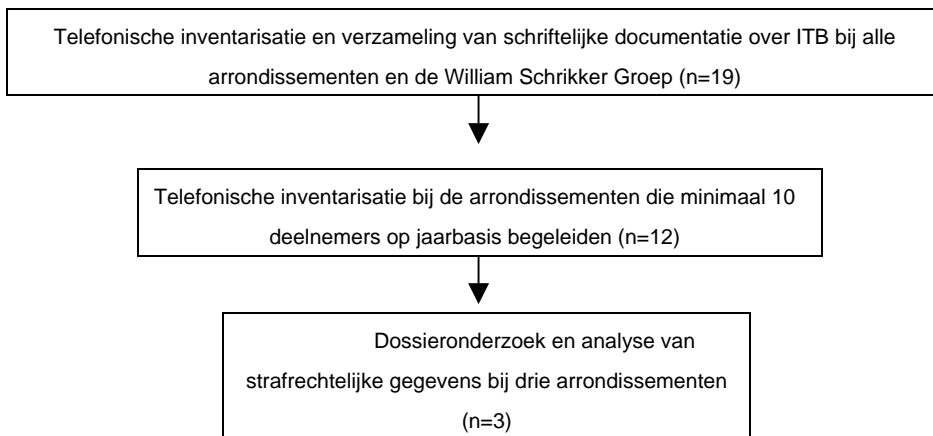 Telefonische inventarisatie en verzameling van schriftelijke documentatie over ITB bij alle
arrondissementen en de William Schrikker Groep (n=19)
Telefonische inventarisatie bij de arrondissementen die minimaal 10
deelnemers op jaarbasis begeleiden (n=12)
Dossieronderzoek en analyse van
strafrechtelijke gegevens bij drie arrondissementen
(n=3)